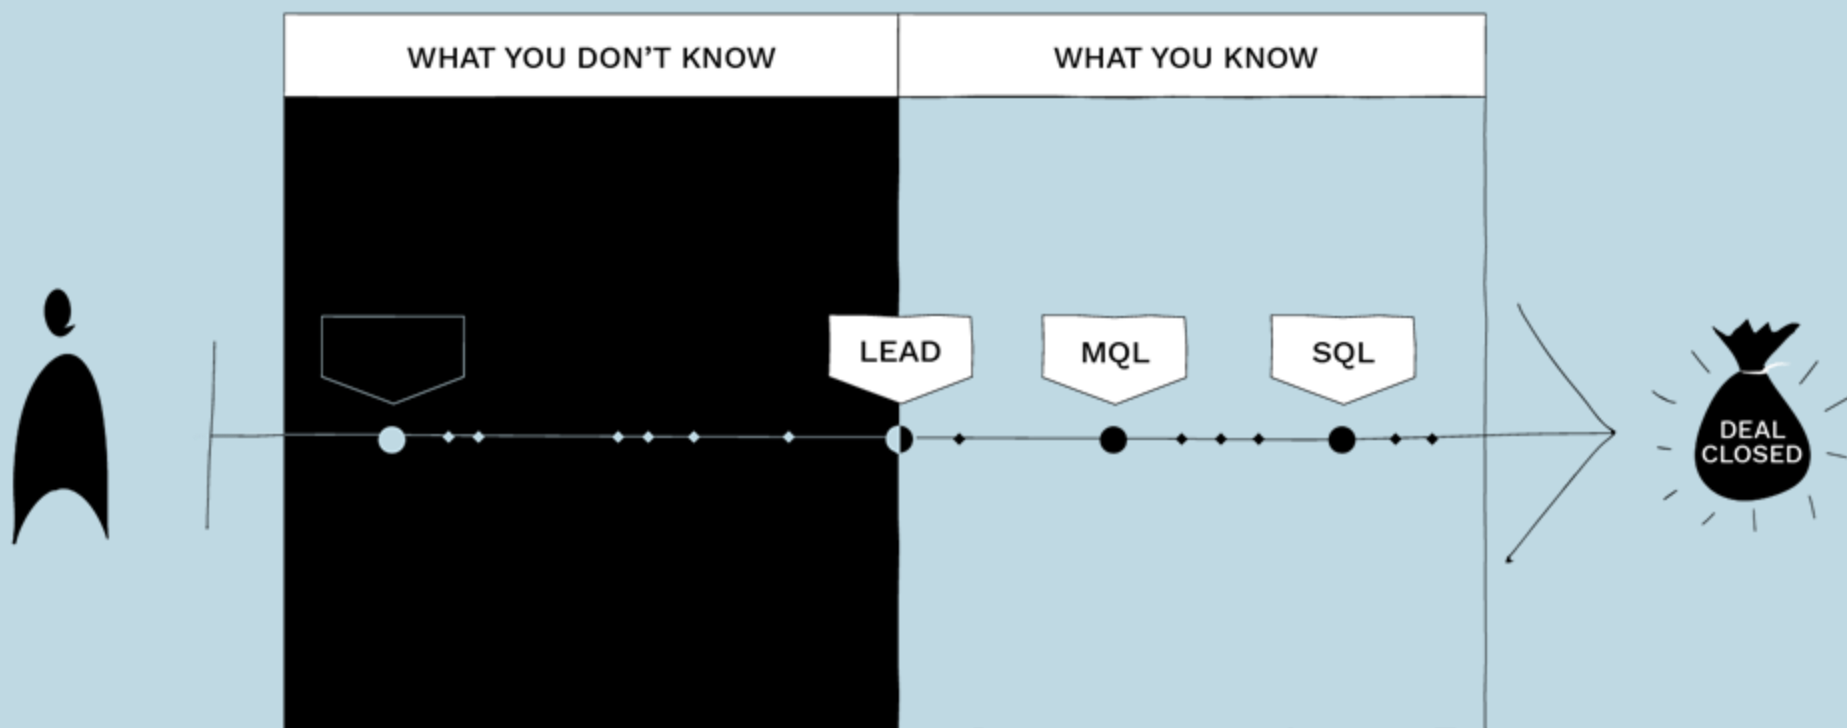 WHAT YOU DON’T KNOW
WHAT YOU KNOW
LEAD
MQL
SQL
DEAL
CLOSED